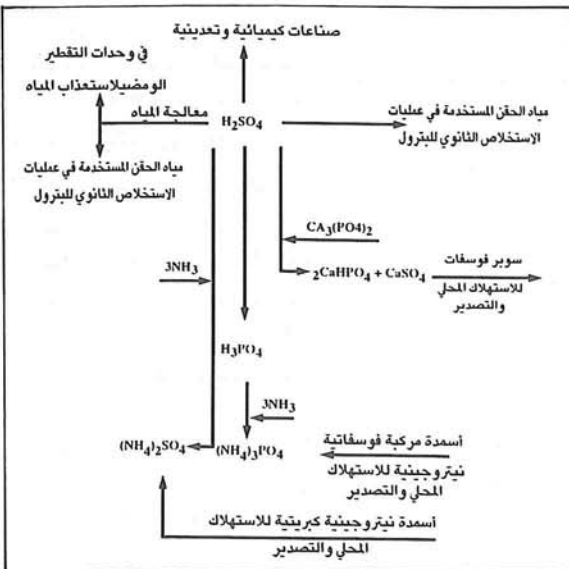 صناعات كيميائية وتعدينية
في وحدات التقطير
الومضيلاستعذاب المياه
معالجة المياه
H₂SO₄
مياه الحقن المستخدمة في عمليات
الاستخلاص الثانوي للبترول
مياه الحقن المستخدمة في عمليات
الاستخلاص الثانوي للبترول
CA₃(PO4)₂
3NH₃
₂CaHPO₄ + CaSO₄
سوبر فوسفات
للاستهلاك المحلي
والتصدير
H₃PO₄
3NH₃
(NH₄)₂SO₄
(NH₄)₃PO₄
أسمدة مركبة فوسفاتية
نيتروجينية للاستهلاك
المحلي والتصدير
أسمدة نيتروجينية كبريتية للاستهلاك
المحلي والتصدير